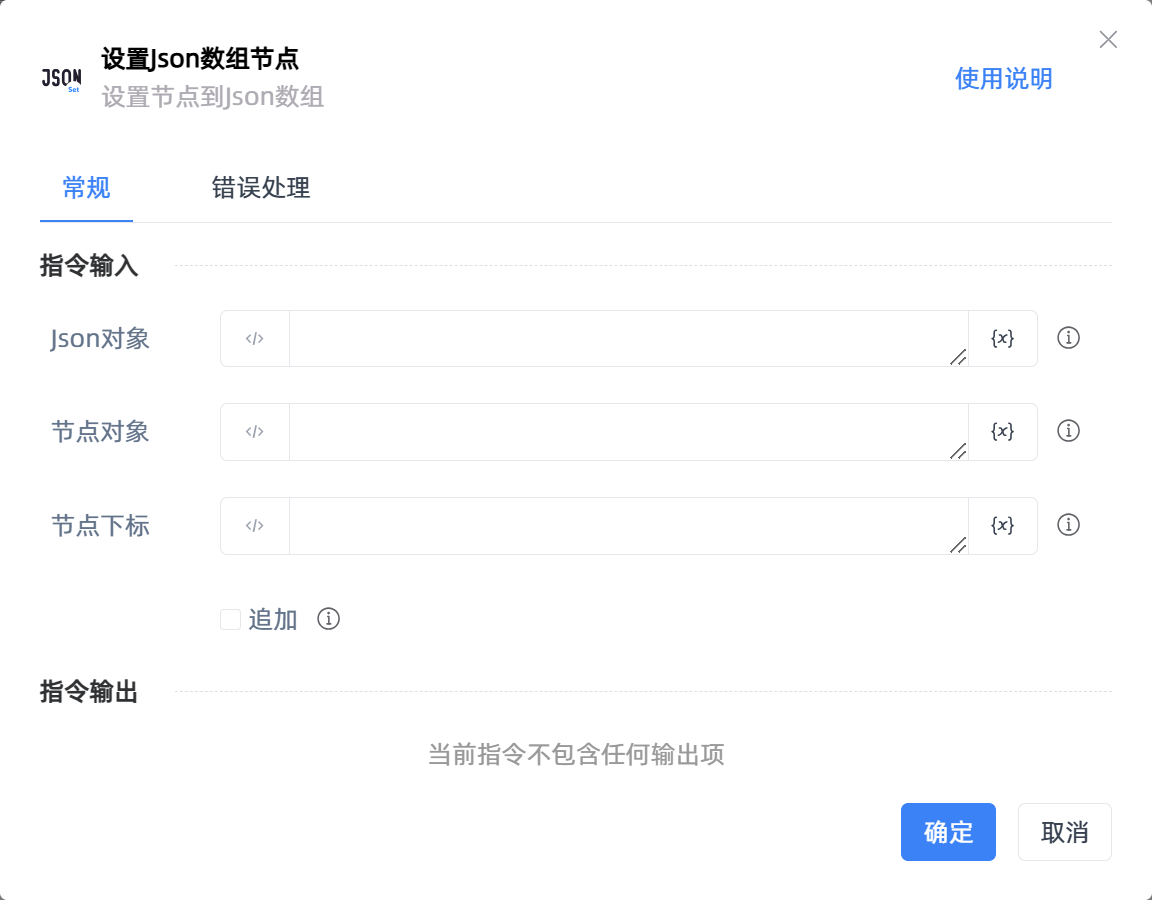 JSON
Set
设置Json数组节点
设置节点到Json数组
使用说明
常规
错误处理
指令输入
Json对象
</>
{x}
节点对象
</>
{x}
节点下标
</>
{x}
追加
指令输出
当前指令不包含任何输出项
确定
取消